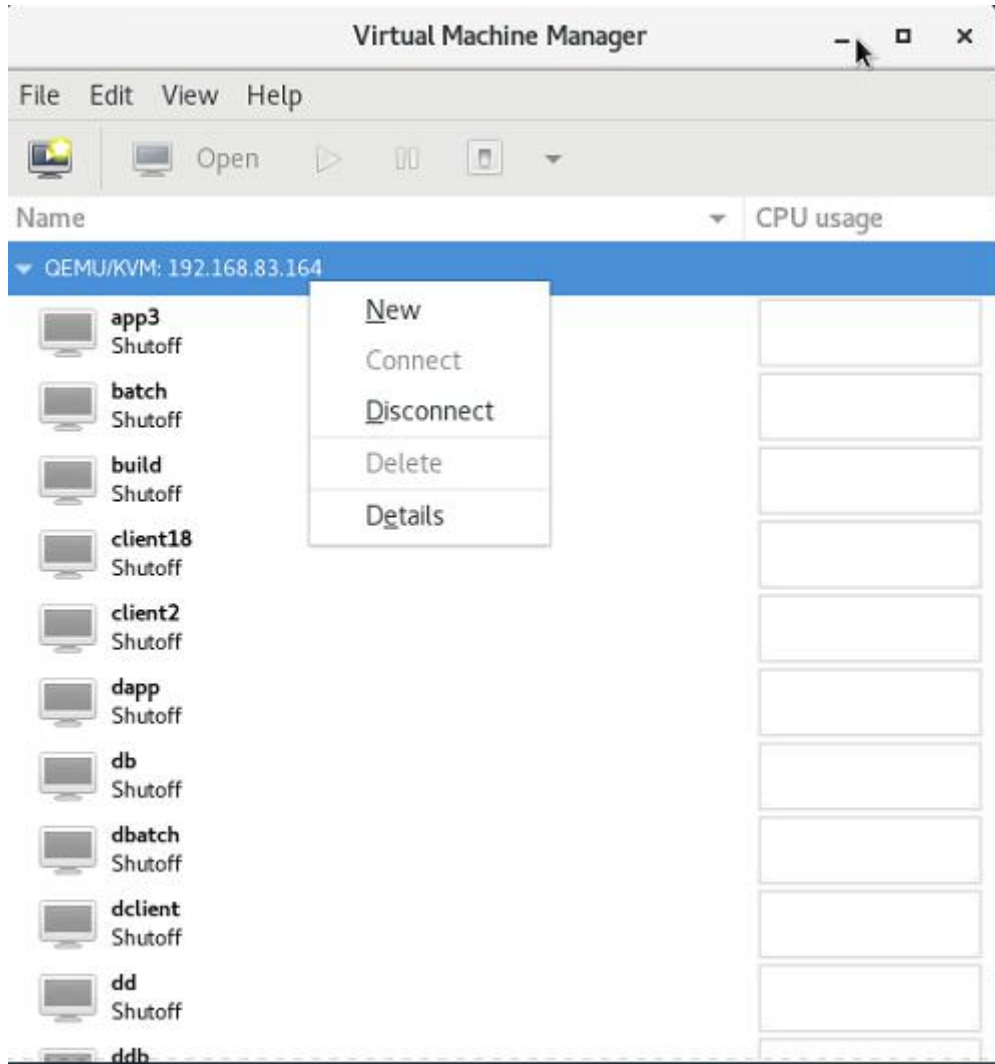 Virtual Machine Manager
File Edit View Help
Open
Name CPU usage
QEMU/KVM: 192.168.83.164
New
Connect
Disconnect
Delete
Details
app3
Shutoff
batch
Shutoff
build
Shutoff
client18
Shutoff
client2
Shutoff
dapp
Shutoff
db
Shutoff
dbatch
Shutoff
dclient
Shutoff
dd
Shutoff
ddb